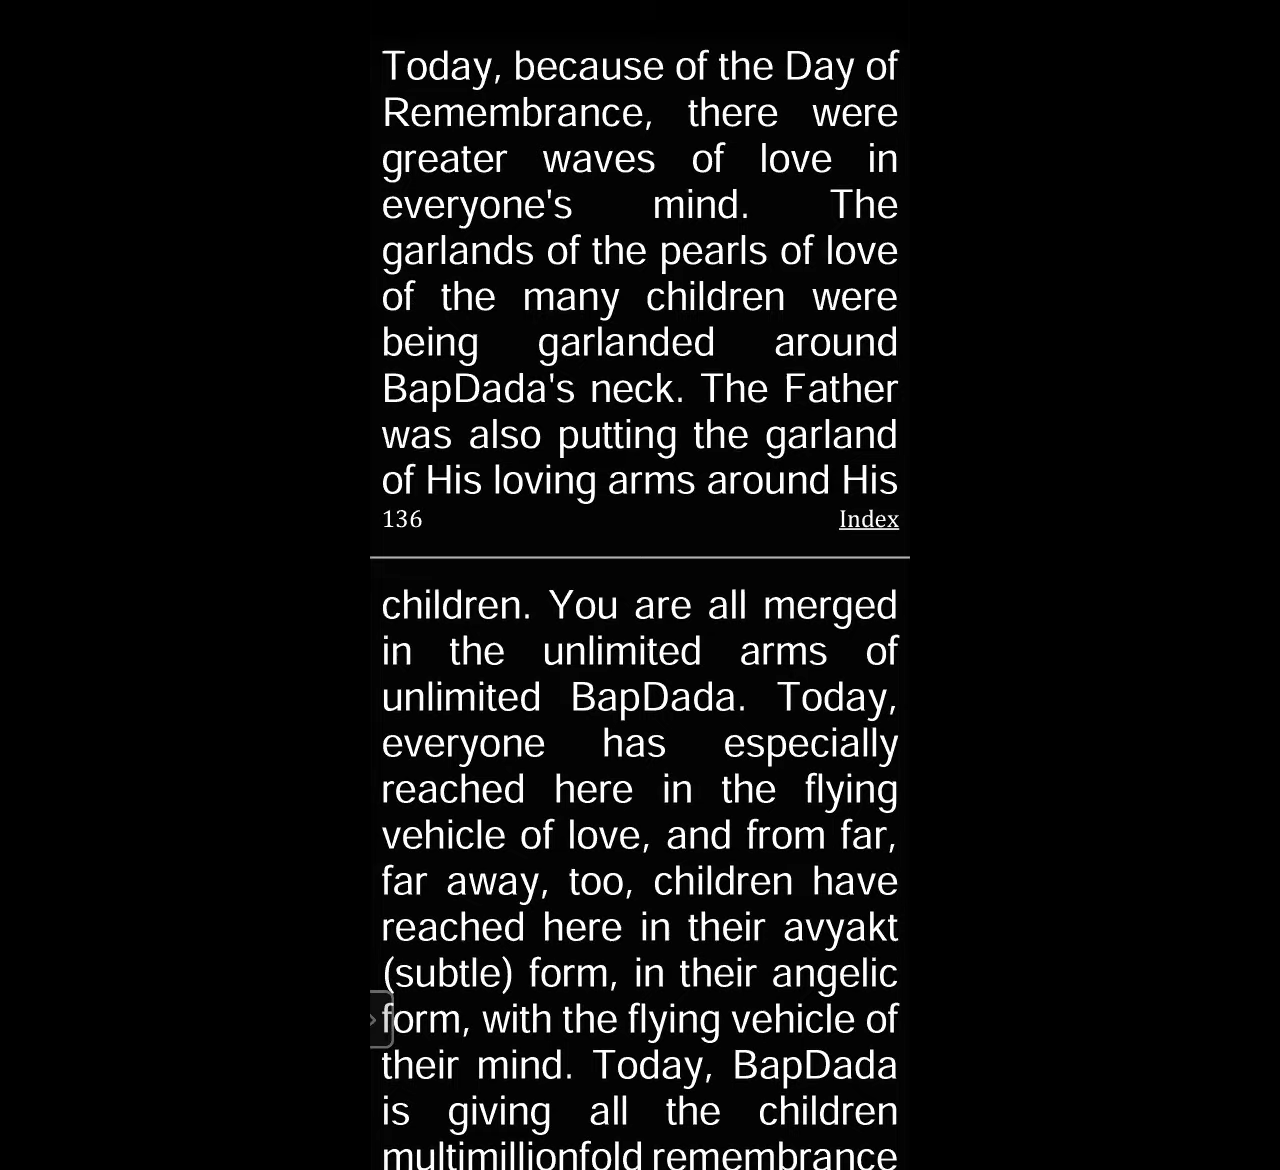 Today, because of the Day of
Remembrance, there were
greater waves of love in
everyone's mind. The
garlands of the pearls of love
of the many children were
being garlanded around
BapDada's neck. The Father
was also putting the garland
of His loving arms around His
136 Index
children. You are all merged
in the unlimited arms of
unlimited BapDada. Today,
everyone has especially
reached here in the flying
vehicle of love, and from far,
far away, too, children have
reached here in their avyakt
(subtle) form, in their angelic
form, with the flying vehicle of
their mind. Today, BapDada
is giving all the children
multimillionfold remembrance